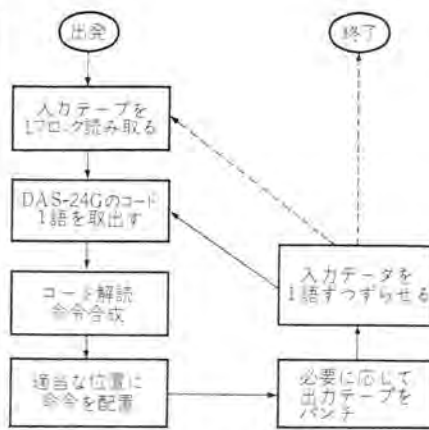 出発
終了
入力テープを
1ブロック読み取る
DAS-24Gのコード
1語を取出す
コード解読
命令合成
適当な位置に
命令を配置
入力データを
1語ずつずらせる
必要に応じて
出力テープを
パンチ